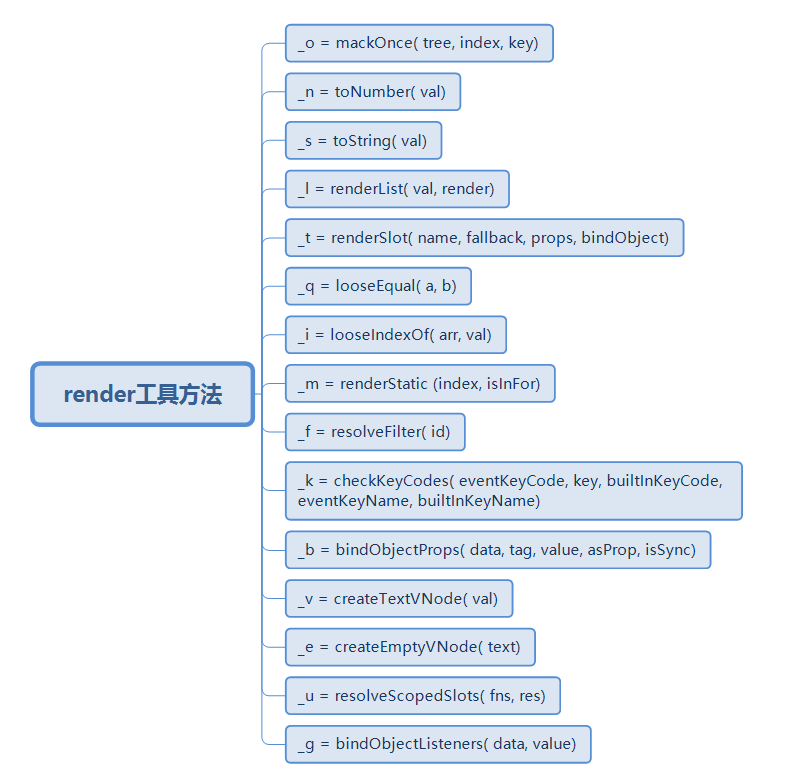 _o = mackOnce( tree, index, key)
_n = toNumber( val)
_s = toString( val)
_l = renderList( val, render)
_t = renderSlot( name, fallback, props, bindObject)
_q = looseEqual( a, b)
_i = looseIndexOf( arr, val)
render工具方法
_m = renderStatic (index, isInFor)
_f = resolveFilter( id)
_k = checkKeyCodes( eventKeyCode, key, builtInKeyCode,
eventKeyName, builtInKeyName)
_b = bindObjectProps( data, tag, value, asProp, isSync)
_v = createTextVNode( val)
_e = createEmptyVNode( text)
_u = resolveScopedSlots( fns, res)
_g = bindObjectListeners( data, value)